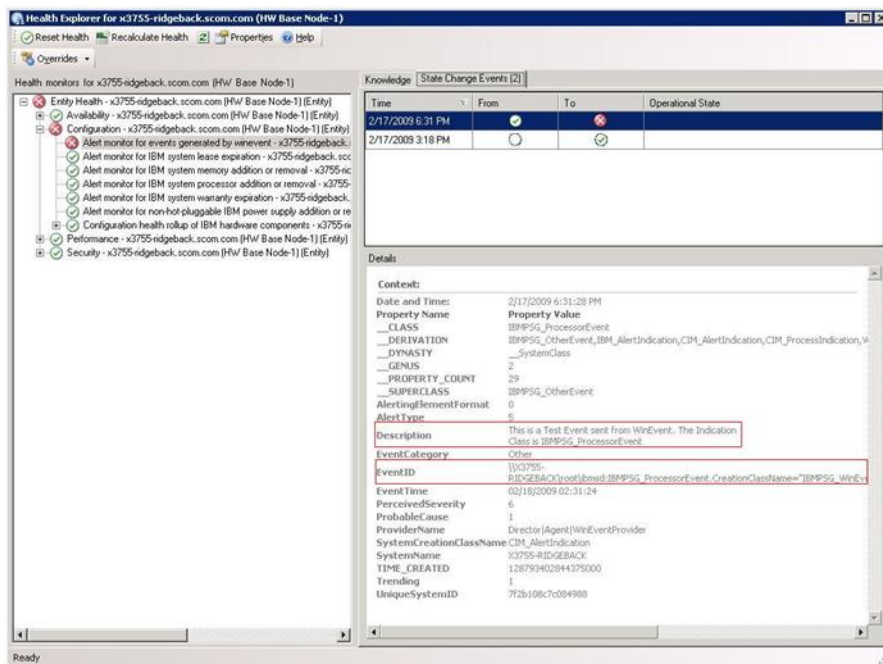 Health Explorer for x3755-ridgeback.scom.com (HW Base Node-1)
Reset Health Recalculate Health Properties Help
Overrides
Health monitors for x3755-ridgeback.scom.com (HW Base Node-1)
Entity Health - x3755-ridgeback.scom.com (HW Base Node-1) (Entity)
Availability - x3755-ridgeback.scom.com (HW Base Node-1) (Entity)
Configuration - x3755-ridgeback.scom.com (HW Base Node-1) (Entity)
Alert monitor for events generated by winevent - x3755-ridgeback.
Alert monitor for IBM system lease expiration - x3755-ridgeback.scc
Alert monitor for IBM system memory addition or removal - x3755-ric
Alert monitor for IBM system processor addition or removal - x3755-
Alert monitor for IBM system warranty expiration - x3755-ridgeback.
Alert monitor for non-hot-pluggable IBM power supply addition or re
Configuration health rollup of IBM hardware components - x3755-ri
Performance - x3755-ridgeback.scom.com (HW Base Node-1) (Entity)
Security - x3755-ridgeback.scom.com (HW Base Node-1) (Entity)
Knowledge State Change Events (2)
Time From To Operational State
2/17/2009 6:31 PM
2/17/2009 3:18 PM
Details
Context:
Date and Time: 2/17/2009 6:31:28 PM
Property Name Property Value
__CLASS IBMPSG_ProcessorEvent
__DERIVATION IBMPSG_OtherEvent,IBM_AlertIndication,CIM_AlertIndication,CIM_ProcessIndication,
__DYNASTY __SystemClass
__GENUS 2
__PROPERTY_COUNT 29
__SUPERCLASS IBMPSG_OtherEvent
AlertingElementFormat 0
AlertType 5
Description This is a Test Event sent from WinEvent. The Indication
Class is IBMPSG_ProcessorEvent
EventCategory Other
EventID \\X3755-
RIDGEBACK\root\ibmsd:IBMPSG_ProcessorEvent.CreationClassName="IBMPSG_WinEv
EventTime 02/18/2009 02:31:24
PerceivedSeverity 6
ProbableCause 1
ProviderName Director|Agent|WinEventProvider
SystemCreationClassName CIM_AlertIndication
SystemName X3755-RIDGEBACK
TIME_CREATED 128793402844375000
Trending 1
UniqueSystemID 7f2b108c7c084988
Ready